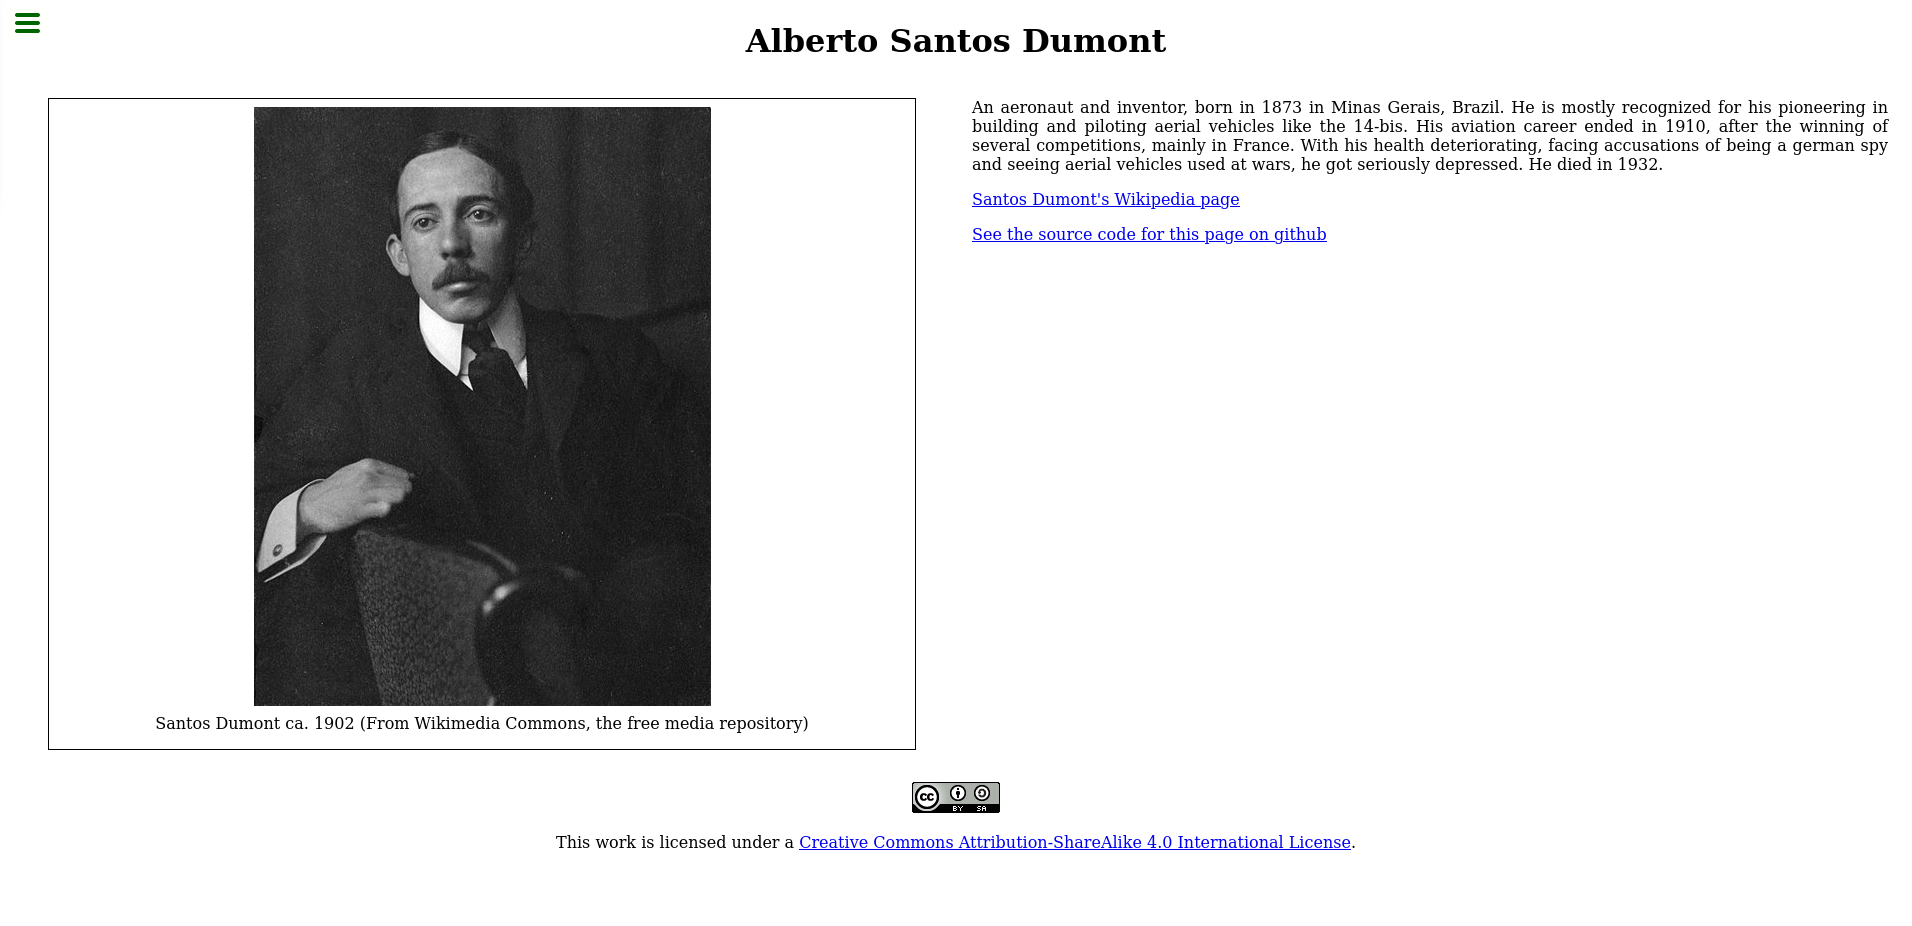 Alberto Santos Dumont
An aeronaut and inventor, born in 1873 in Minas Gerais, Brazil. He is mostly recognized for his pioneering in
building and piloting aerial vehicles like the 14-bis. His aviation career ended in 1910, after the winning of
several competitions, mainly in France. With his health deteriorating, facing accusations of being a german spy
and seeing aerial vehicles used at wars, he got seriously depressed. He died in 1932.
Santos Dumont's Wikipedia page
See the source code for this page on github
Santos Dumont ca. 1902 (From Wikimedia Commons, the free media repository)
cc
BY SA
This work is licensed under a Creative Commons Attribution-ShareAlike 4.0 International License.